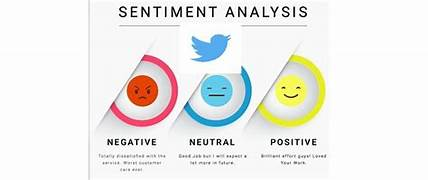 SENTIMENT ANALYSIS
NEGATIVE
NEUTRAL
POSITIVE
Totally dissatisfied with the
service. Worst customer
care ever.
Good Job but I will expect a
lot more in future.
Brilliant effort guys! Loved
Your Work.